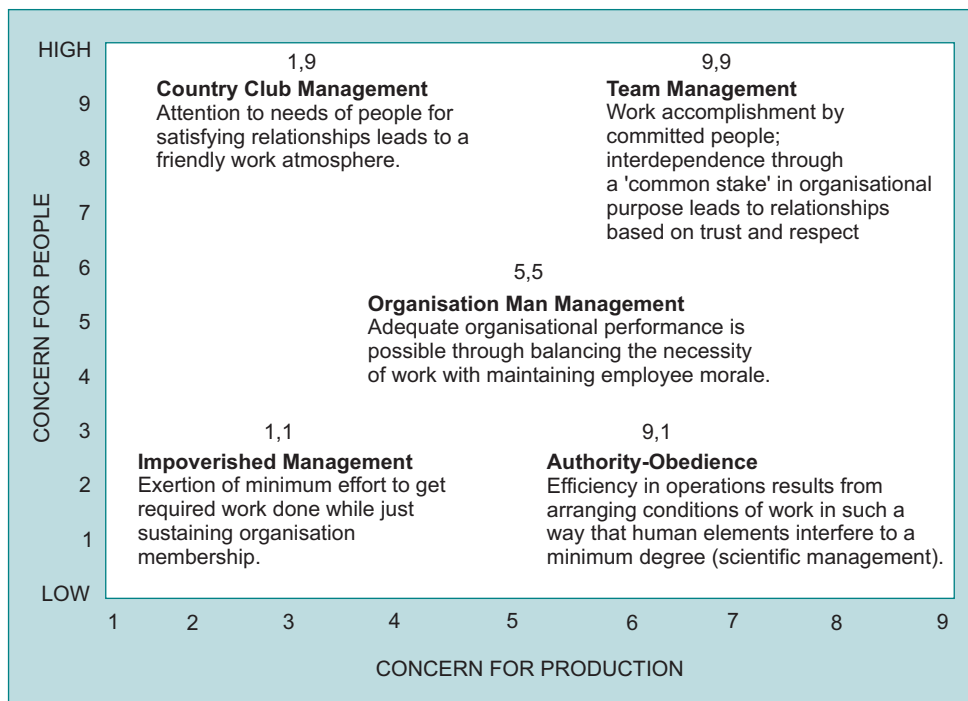 HIGH
9
8
7
6
5
4
3
2
1
LOW
CONCERN FOR PEOPLE
1,9
Country Club Management
Attention to needs of people for
satisfying relationships leads to a
friendly work atmosphere.
9,9
Team Management
Work accomplishment by
committed people;
interdependence through
a 'common stake' in organisational
purpose leads to relationships
based on trust and respect
5,5
Organisation Man Management
Adequate organisational performance is
possible through balancing the necessity
of work with maintaining employee morale.
1,1
Impoverished Management
Exertion of minimum effort to get
required work done while just
sustaining organisation
membership.
9,1
Authority-Obedience
Efficiency in operations results from
arranging conditions of work in such a
way that human elements interfere to a
minimum degree (scientific management).
1 2 3 4 5 6 7 8 9
CONCERN FOR PRODUCTION